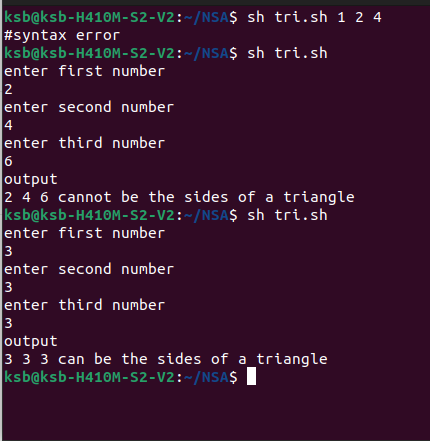 ksb@ksb-H410M-S2-V2:~/NSA$ sh tri.sh 1 2 4
#syntax error
ksb@ksb-H410M-S2-V2:~/NSA$ sh tri.sh
enter first number
2
enter second number
4
enter third number
6
output
2 4 6 cannot be the sides of a triangle
ksb@ksb-H410M-S2-V2:~/NSA$ sh tri.sh
enter first number
3
enter second number
3
enter third number
3
output
3 3 3 can be the sides of a triangle
ksb@ksb-H410M-S2-V2:~/NSA$